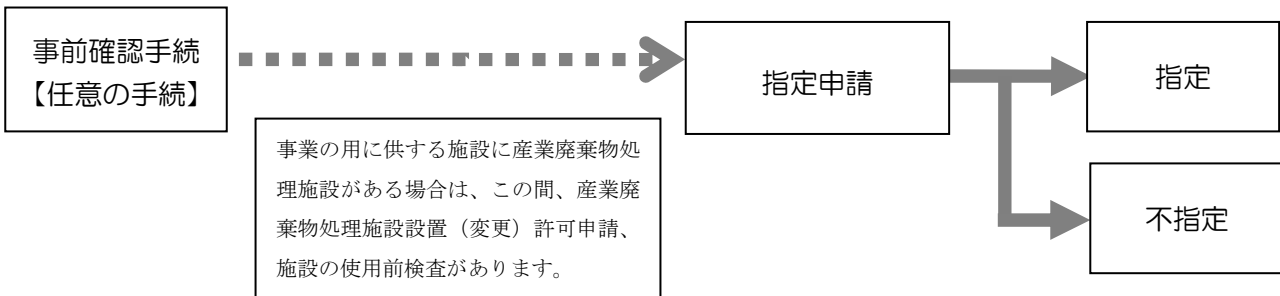 事前確認手続
【任意の手続】
事業の用に供する施設に産業廃棄物処
理施設がある場合は、この間、産業廃
棄物処理施設設置（変更）許可申請、
施設の使用前検査があります。
指定申請
指定
不指定